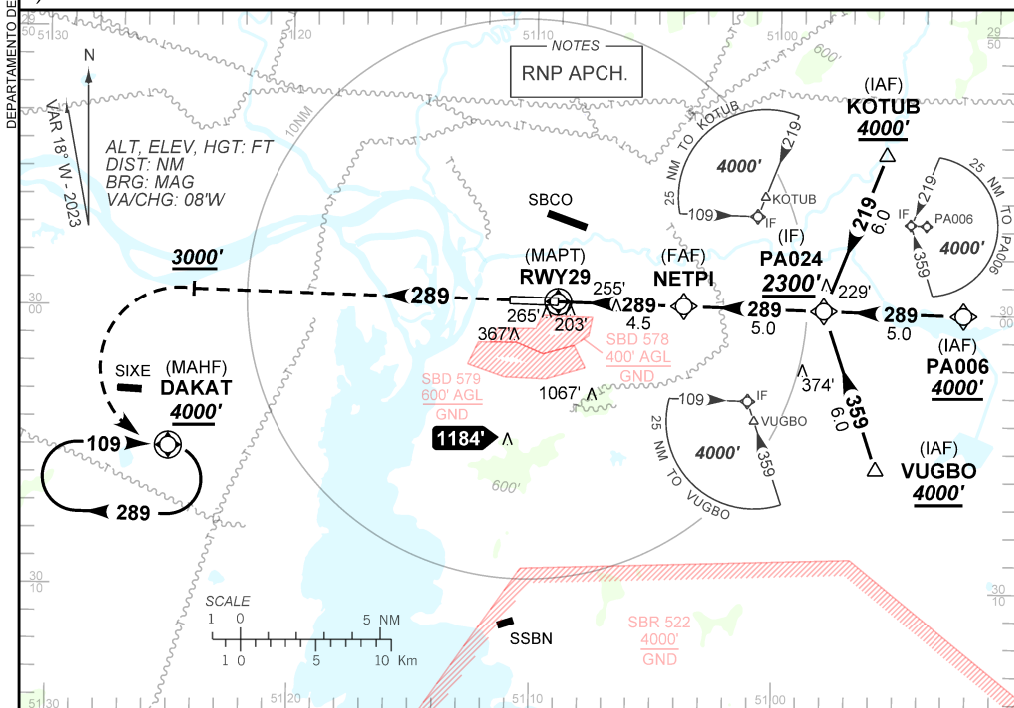 DEPARTAMENTO DE
51 30
51 20
51 10
51 00
29 50
NOTES
RNP APCH.
N
VAR 18° W - 2023
ALT, ELEV, HGT: FT
DIST: NM
BRG: MAG
VA/CHG: 08'W
10NM
600'
(IAF)
KOTUB
4000'
25 NM TO KOTUB
219
4000'
KOTUB
109
IF
25 NM TO PA006
219
IF
PA006
4000'
359
219
6.0
SBCO
3000'
(MAPT)
RWY29
(FAF)
NETPI
(IF)
PA024
2300'
229'
289
255'
289
4.5
289
5.0
289
5.0
265'
203'
367'
(IAF)
PA006
4000'
30 00
30 00
SBD 578
400' AGL
GND
SBD 579
600' AGL
GND
SIXE
(MAHF)
DAKAT
4000'
1067'
374'
109
IF
VUGBO
4000'
359
25 NM TO VUGBO
359
6.0
(IAF)
VUGBO
4000'
109
289
1184'
600'
30 10
30 10
SCALE
1 0 5 NM
1 0 5 10 Km
SSBN
SBR 522
4000'
GND
51 30
51 20
51 10
51 00